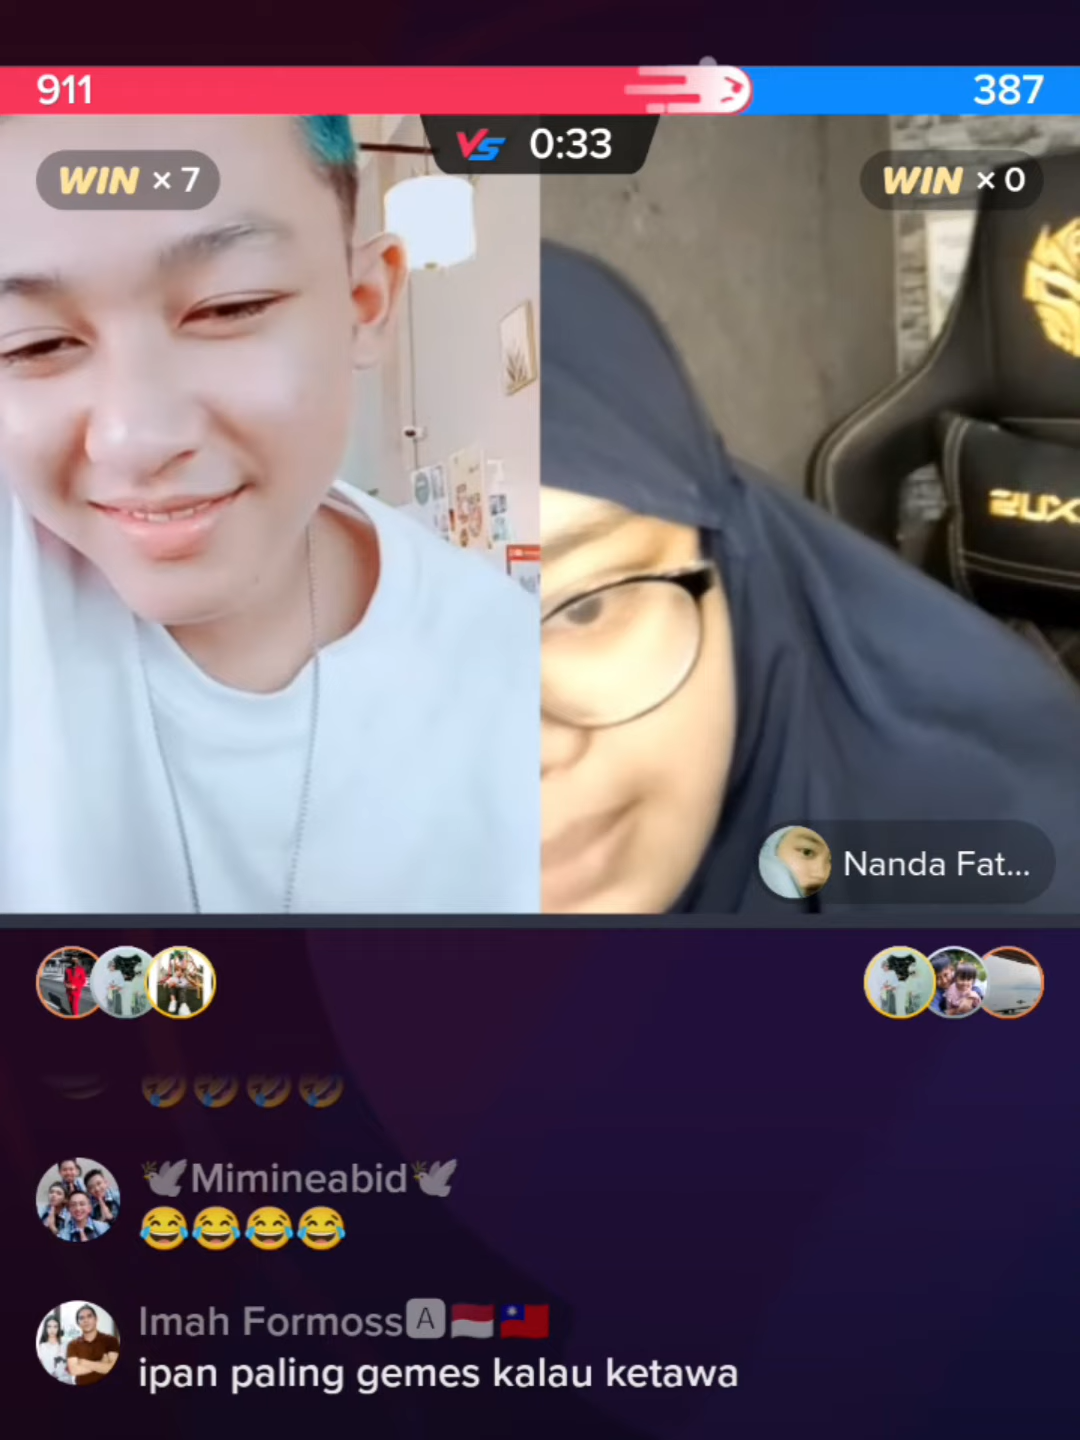 911
387
VS 0:33
WIN × 7
WIN × 0
Nanda Fat...
🤣🤣🤣🤣
🕊Mimineabid🕊
😂😂😂😂
Imah Formoss🅰🇮🇩🇹🇼
ipan paling gemes kalau ketawa